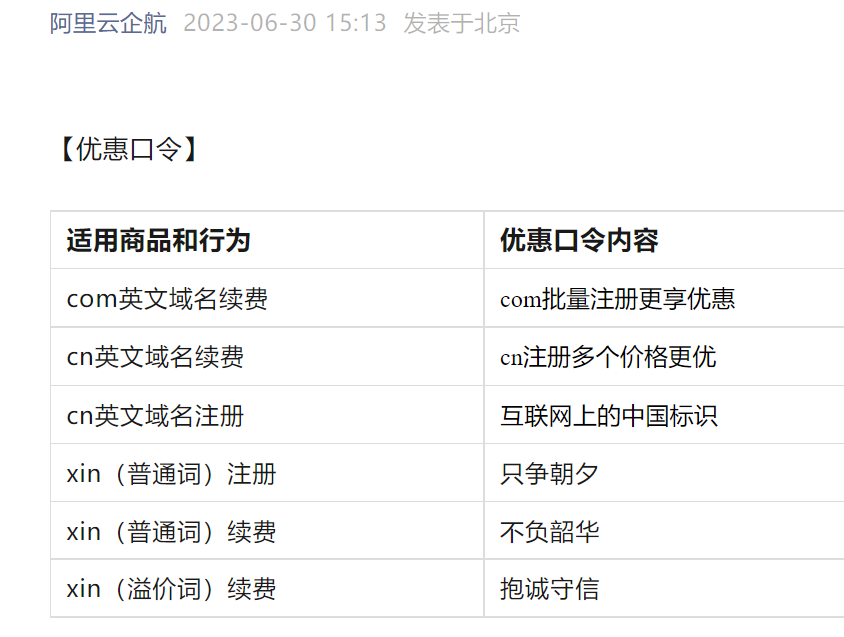 阿里云企航 2023-06-30 15:13 发表于北京
【优惠口令】
适用商品和行为 优惠口令内容
com英文域名续费 com批量注册更享优惠
cn英文域名续费 cn注册多个价格更优
cn英文域名注册 互联网上的中国标识
xin（普通词）注册 只争朝夕
xin（普通词）续费 不负韶华
xin（溢价词）续费 抱诚守信